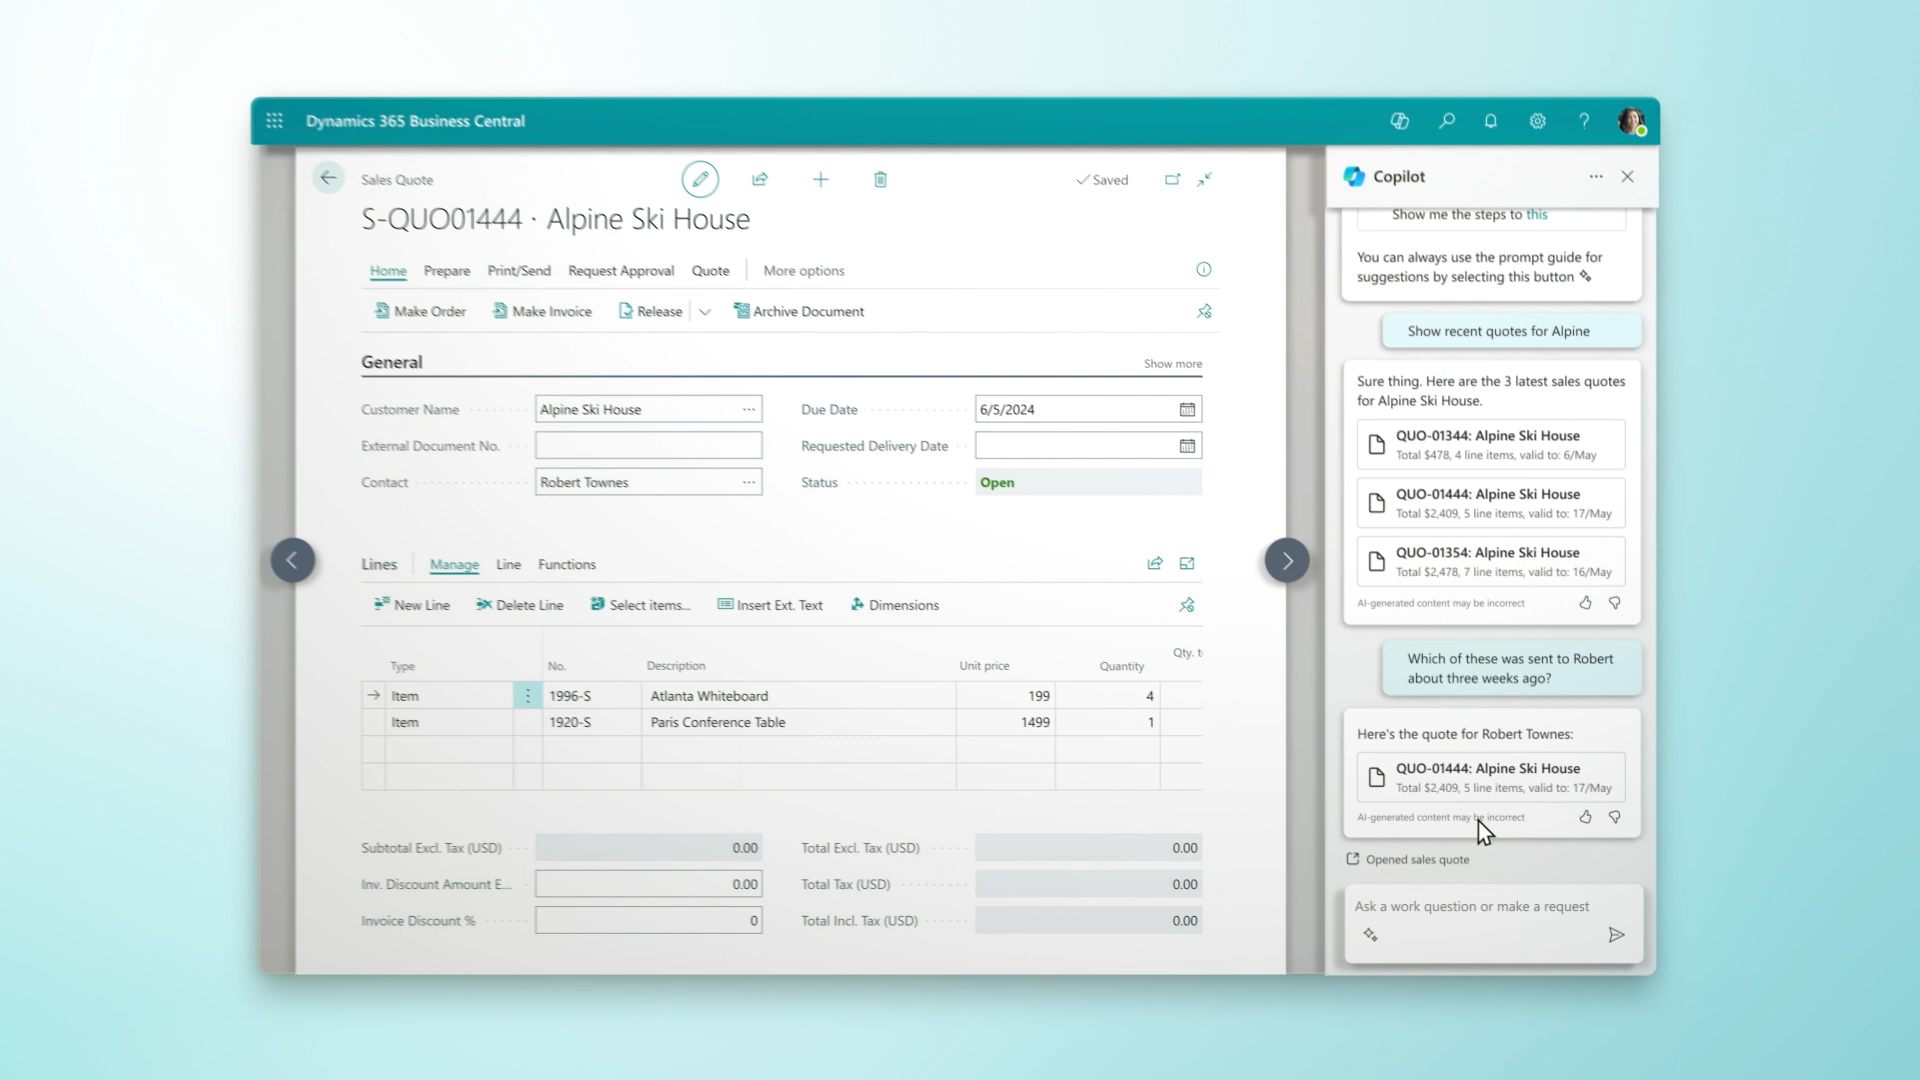 Dynamics 365 Business Central
Sales Quote
Saved
S-QUO01444 · Alpine Ski House
Home Prepare Print/Send Request Approval Quote More options
Make Order Make Invoice Release Archive Document
General
Show more
Customer Name Alpine Ski House
Due Date 6/5/2024
External Document No.
Requested Delivery Date
Contact Robert Townes
Status Open
Lines Manage Line Functions
New Line Delete Line Select items... Insert Ext. Text Dimensions
Type No. Description Unit price Quantity Qty. t
Item 1996-S Atlanta Whiteboard 199 4
Item 1920-S Paris Conference Table 1499 1
Subtotal Excl. Tax (USD) 0.00
Total Excl. Tax (USD) 0.00
Inv. Discount Amount E... 0.00
Total Tax (USD) 0.00
Invoice Discount % 0
Total Incl. Tax (USD) 0.00
Copilot
Show me the steps to this
You can always use the prompt guide for
suggestions by selecting this button
Show recent quotes for Alpine
Sure thing. Here are the 3 latest sales quotes
for Alpine Ski House.
QUO-01344: Alpine Ski House
Total $478, 4 line items, valid to: 6/May
QUO-01444: Alpine Ski House
Total $2,409, 5 line items, valid to: 17/May
QUO-01354: Alpine Ski House
Total $2,478, 7 line items, valid to: 16/May
AI-generated content may be incorrect
Which of these was sent to Robert
about three weeks ago?
Here's the quote for Robert Townes:
QUO-01444: Alpine Ski House
Total $2,409, 5 line items, valid to: 17/May
AI-generated content may be incorrect
Opened sales quote
Ask a work question or make a request